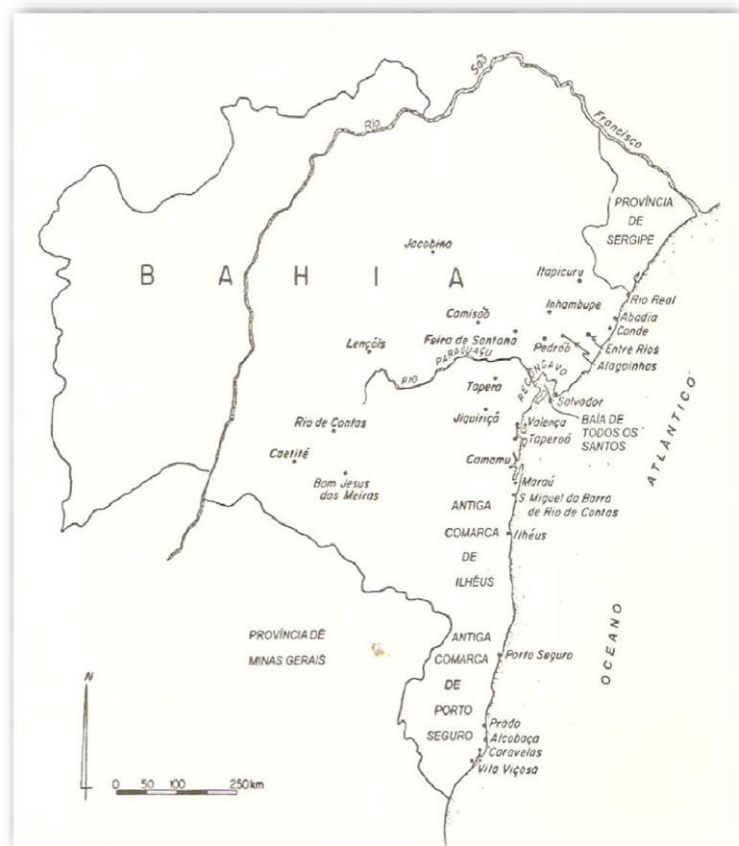 Rio São Francisco
PROVÍNCIA
DE
SERGIPE
Jacobina
BAHIA
Itapicuru
Rio Real
Inhambupe
Abadia
Camisão
Conde
Feira de Santana
Entre Rios
Lençóis
Pedrão
Alagoinhas
RIO PARAGUAÇU
RECÔNCAVO
Tapera
Salvador
Jiquiriçá
Valença
BAÍA DE
TODOS OS
SANTOS
Taperoá
Rio de Contas
Caetité
Camamu
Bom Jesus
dos Meiras
Maraú
S. Miguel da Barra
de Rio de Contas
ANTIGA
COMARCA
DE
ILHÉUS
Ilhéus
OCEANO ATLÂNTICO
PROVÍNCIA DE
MINAS GERAIS
ANTIGA
COMARCA
DE
PORTO
SEGURO
Porto Seguro
Prado
Alcobaça
Caravelas
Vila Viçosa
N
0 50 100 250km